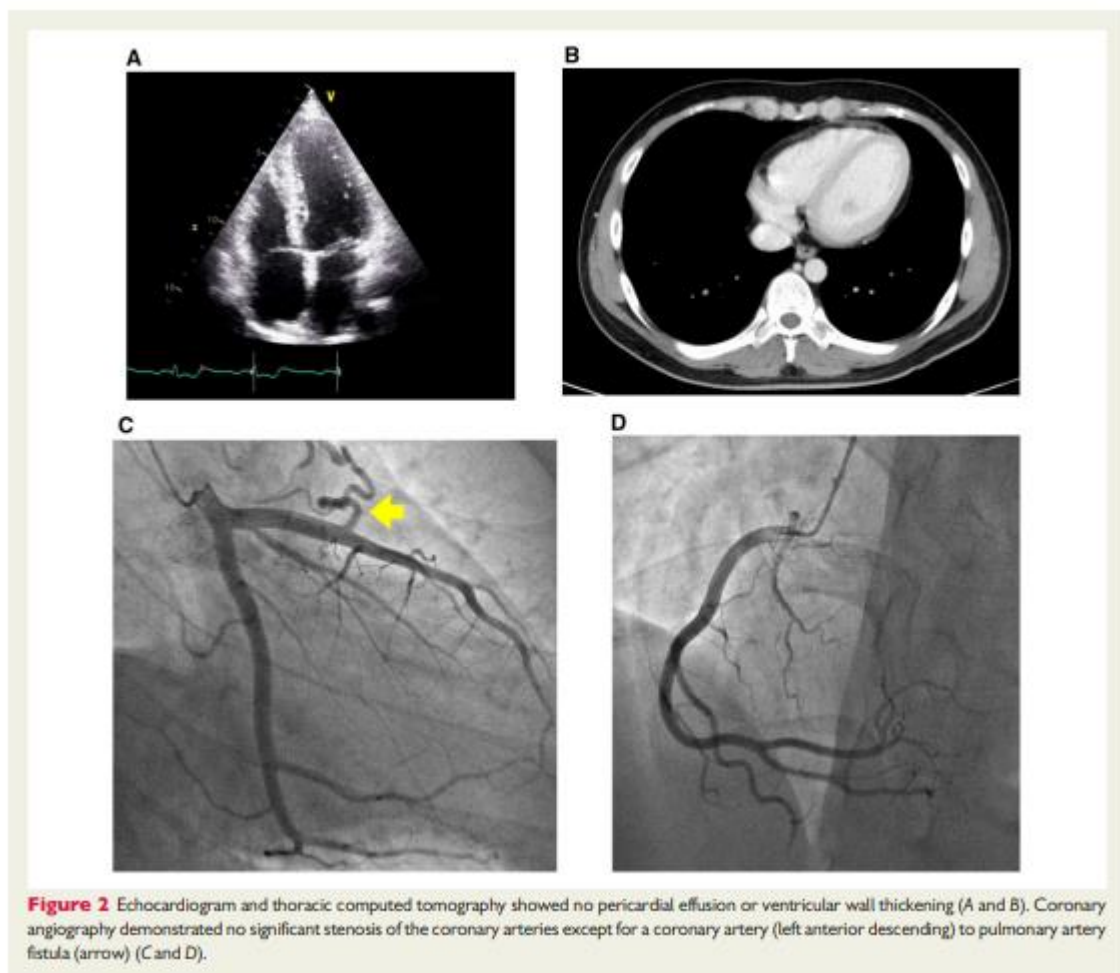 A
B
V
C
D
Figure 2 Echocardiogram and thoracic computed tomography showed no pericardial effusion or ventricular wall thickening (A and B). Coronary
angiography demonstrated no significant stenosis of the coronary arteries except for a coronary artery (left anterior descending) to pulmonary artery
fistula (arrow) (C and D).